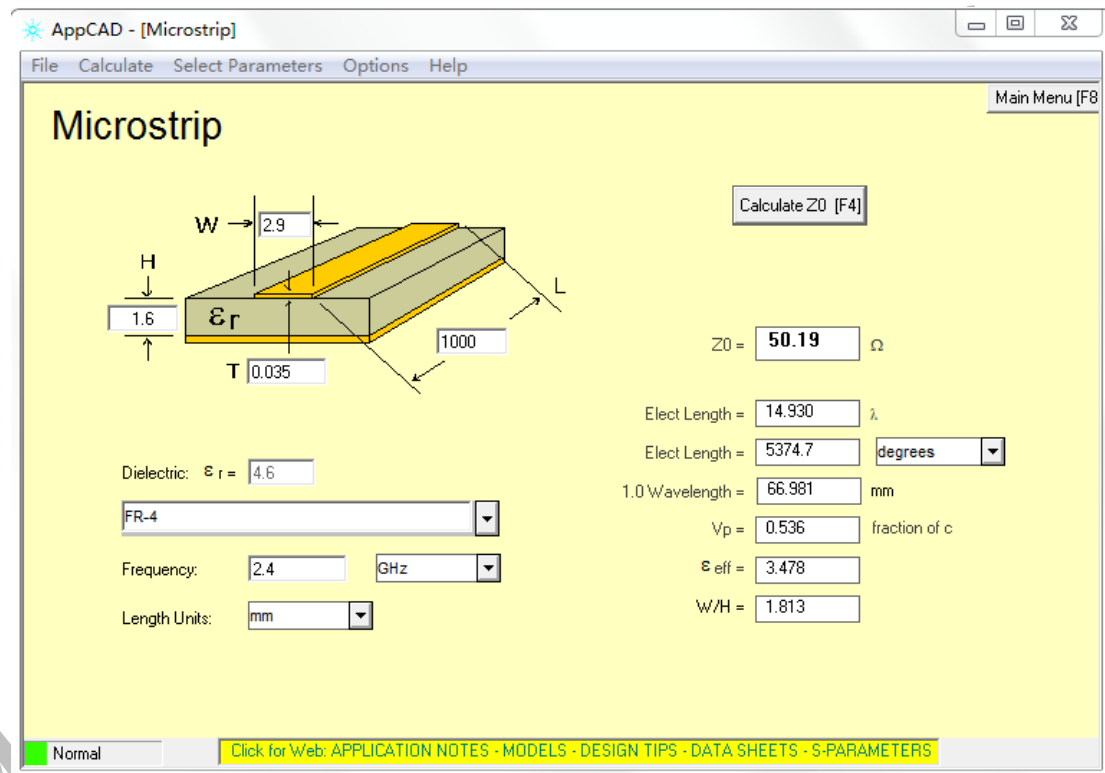 AppCAD - [Microstrip]
File Calculate Select Parameters Options Help
Main Menu [F8
Microstrip
Calculate Z0 [F4]
W 2.9
H
L
1.6 εr
1000
T 0.035
Z0 = 50.19 Ω
Elect Length = 14.930 λ
Elect Length = 5374.7 degrees
Dielectric: εr = 4.6
1.0 Wavelength = 66.981 mm
FR-4
Vp = 0.536 fraction of c
Frequency: 2.4 GHz
ε eff = 3.478
W/H = 1.813
Length Units: mm
Normal
Click for Web: APPLICATION NOTES - MODELS - DESIGN TIPS - DATA SHEETS - S-PARAMETERS